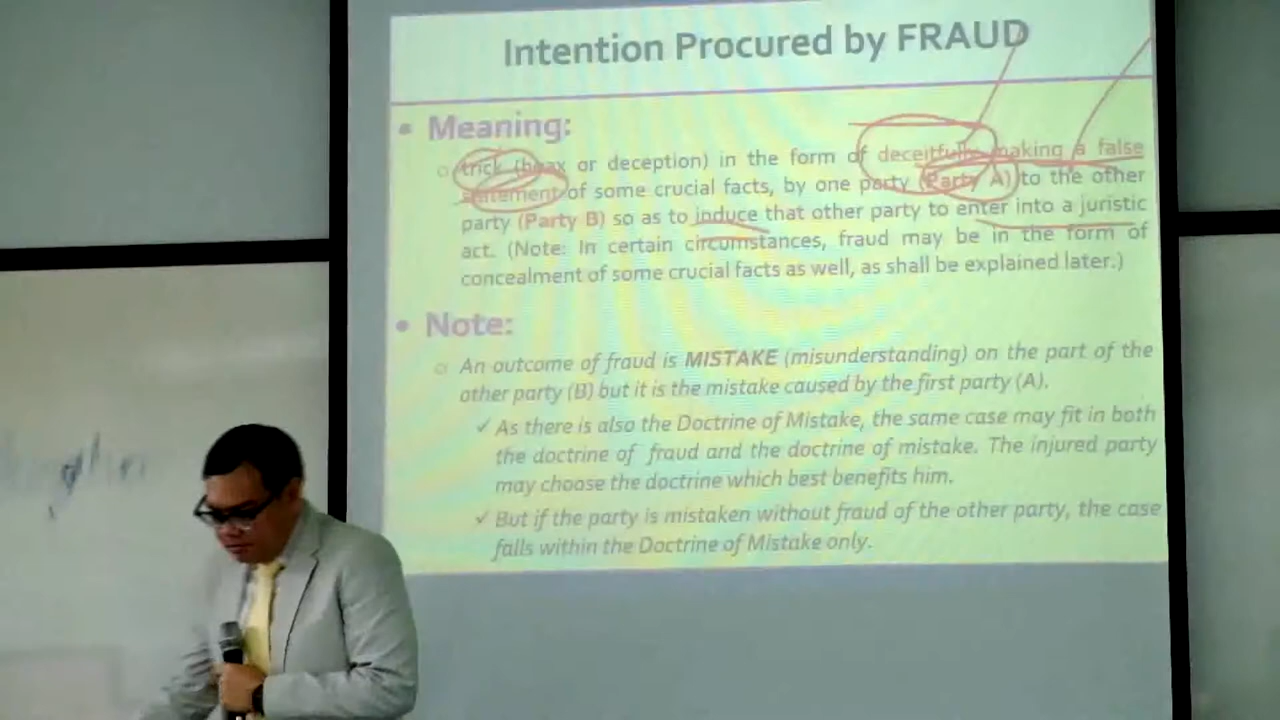 Intention Procured by FRAUD
• Meaning:
○ trick (hoax or deception) in the form of deceitfully making a false
statement of some crucial facts, by one party (Party A) to the other
party (Party B) so as to induce that other party to enter into a juristic
act. (Note: In certain circumstances, fraud may be in the form of
concealment of some crucial facts as well, as shall be explained later.)
• Note:
○ An outcome of fraud is MISTAKE (misunderstanding) on the part of the
other party (B) but it is the mistake caused by the first party (A).
✓ As there is also the Doctrine of Mistake, the same case may fit in both
the doctrine of fraud and the doctrine of mistake. The injured party
may choose the doctrine which best benefits him.
✓ But if the party is mistaken without fraud of the other party, the case
falls within the Doctrine of Mistake only.